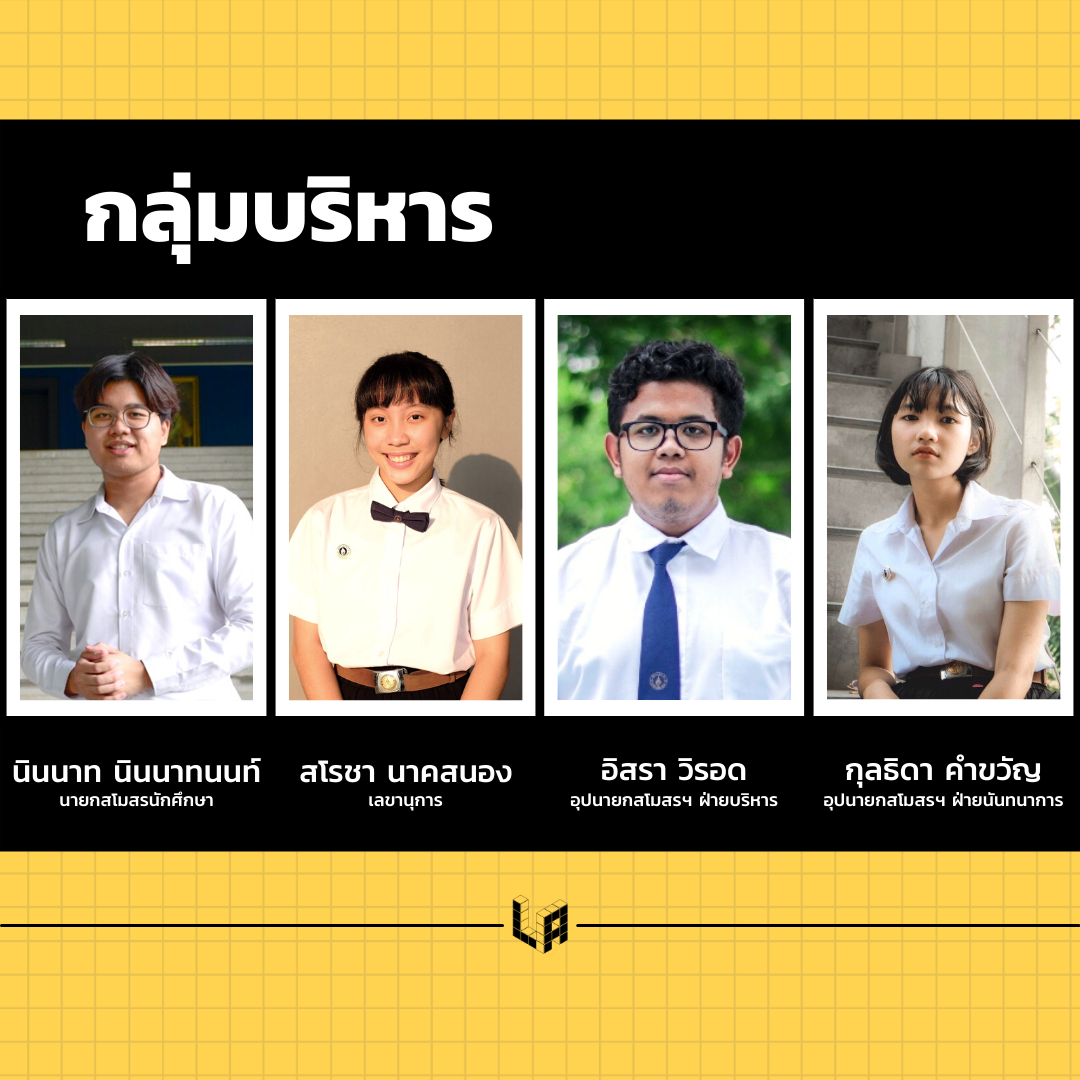 กลุ่มบริหาร
นินนาท นินนาทนนท์
นายกสโมสรนักศึกษา
สโรชา นาคสนอง
เลขานุการ
อิสรา วิรอด
อุปนายกสโมสรฯ ฝ่ายบริหาร
กุลธิดา คำขวัญ
อุปนายกสโมสรฯ ฝ่ายนันทนาการ
LA